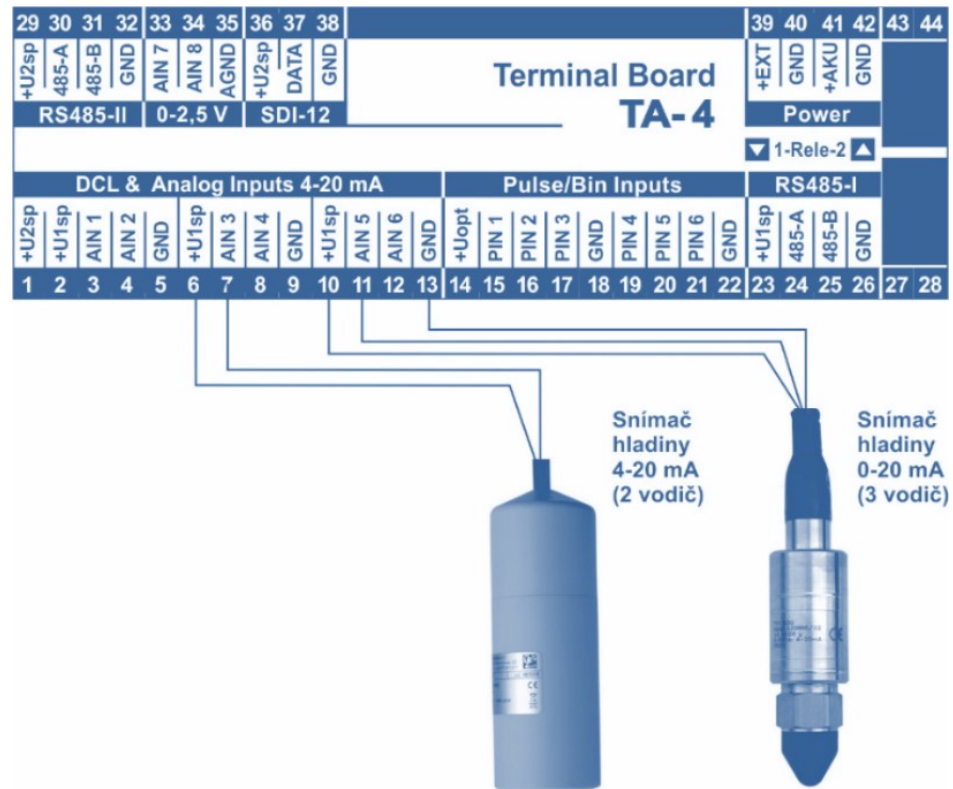 29 30 31 32 33 34 35 36 37 38 39 40 41 42 43 44
+U2sp 485-A 485-B GND AIN 7 AIN 8 AGND +U2sp DATA GND +EXT GND +AKU GND
RS485-II 0-2,5 V SDI-12 Power
Terminal Board
TA-4
▼ 1-Rele-2 ▲
DCL & Analog Inputs 4-20 mA Pulse/Bin Inputs RS485-I
+U2sp +U1sp AIN 1 AIN 2 GND +U1sp AIN 3 AIN 4 GND +U1sp AIN 5 AIN 6 GND +Uopt PIN 1 PIN 2 PIN 3 GND PIN 4 PIN 5 PIN 6 GND +U1sp 485-A 485-B GND
1 2 3 4 5 6 7 8 9 10 11 12 13 14 15 16 17 18 19 20 21 22 23 24 25 26 27 28
Snímač
hladiny
4-20 mA
(2 vodič)
Snímač
hladiny
0-20 mA
(3 vodič)
CE
CE